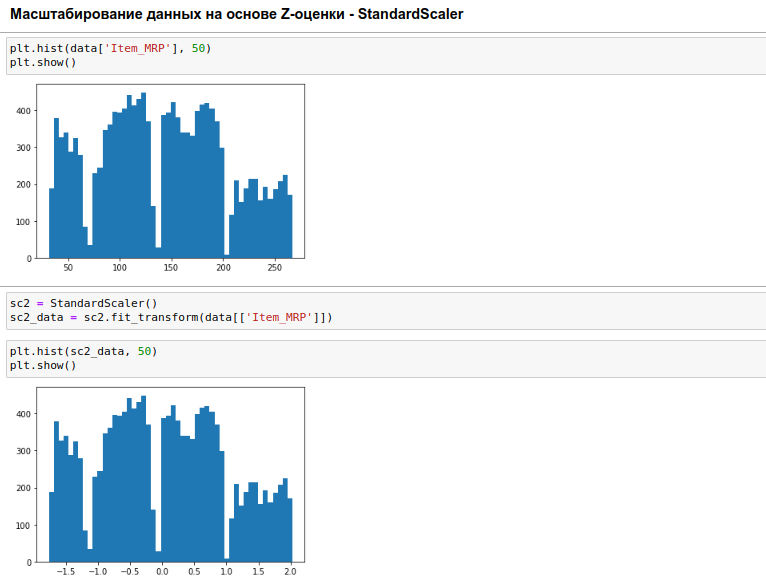 Масштабирование данных на основе Z-оценки - StandardScaler
plt.hist(data['Item_MRP'], 50)
plt.show()
400
300
200
100
0
50 100 150 200 250
sc2 = StandardScaler()
sc2_data = sc2.fit_transform(data[['Item_MRP']])
plt.hist(sc2_data, 50)
plt.show()
400
300
200
100
0
−1.5 −1.0 −0.5 0.0 0.5 1.0 1.5 2.0